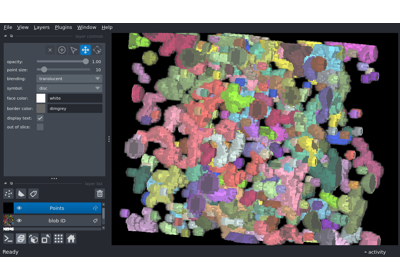 File View Layers Plugins Window Help
opacity: 1.00
point size: 10
blending: translucent
symbol: disc
face color: white
border color: dimgrey
display text: ✓
out of slice:
Points
blob ID
Ready
activity